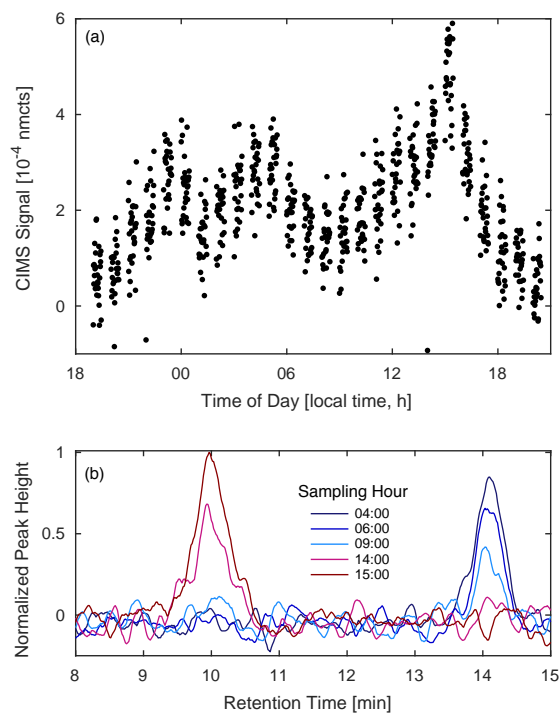 (a)
CIMS Signal [10⁻⁴ nmcts]
6
4
2
0
18 00 06 12 18
Time of Day [local time, h]
(b)
Normalized Peak Height
1
0.5
0
Sampling Hour
04:00
06:00
09:00
14:00
15:00
8 9 10 11 12 13 14 15
Retention Time [min]